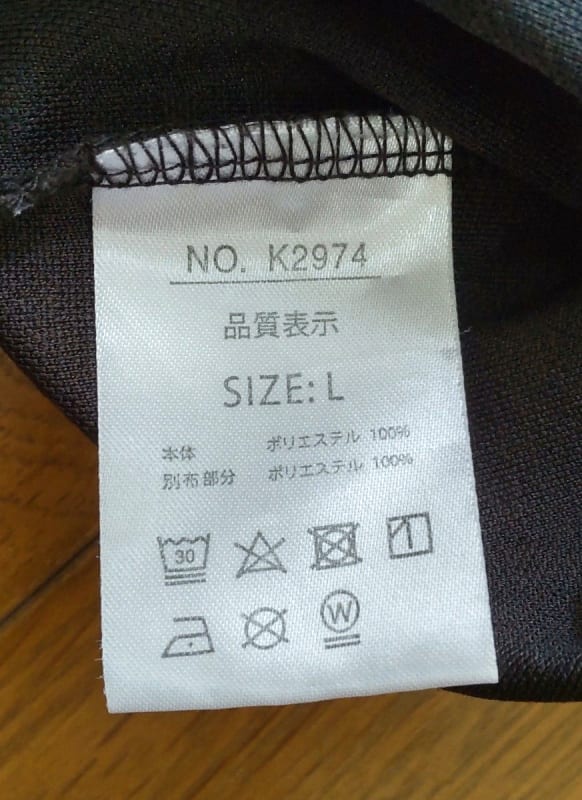 NO. K2974
品質表示
SIZE: L
本体 ポリエステル 100%
別布部分 ポリエステル 100%
30
W